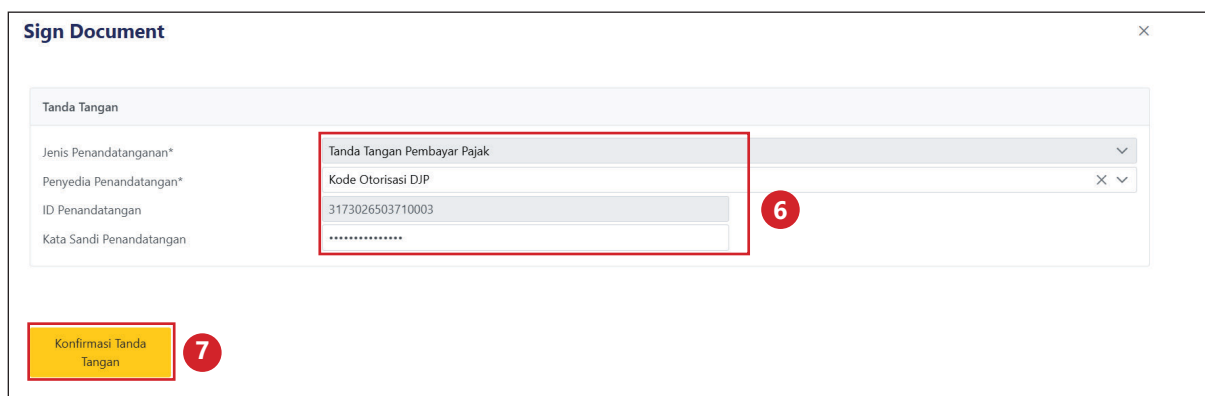 Sign Document
Tanda Tangan
Jenis Penandatanganan*
Tanda Tangan Pembayar Pajak
Penyedia Penandatangan*
Kode Otorisasi DJP
ID Penandatangan
3173026503710003
6
Kata Sandi Penandatangan
•••••••••••••••
Konfirmasi Tanda
Tangan
7